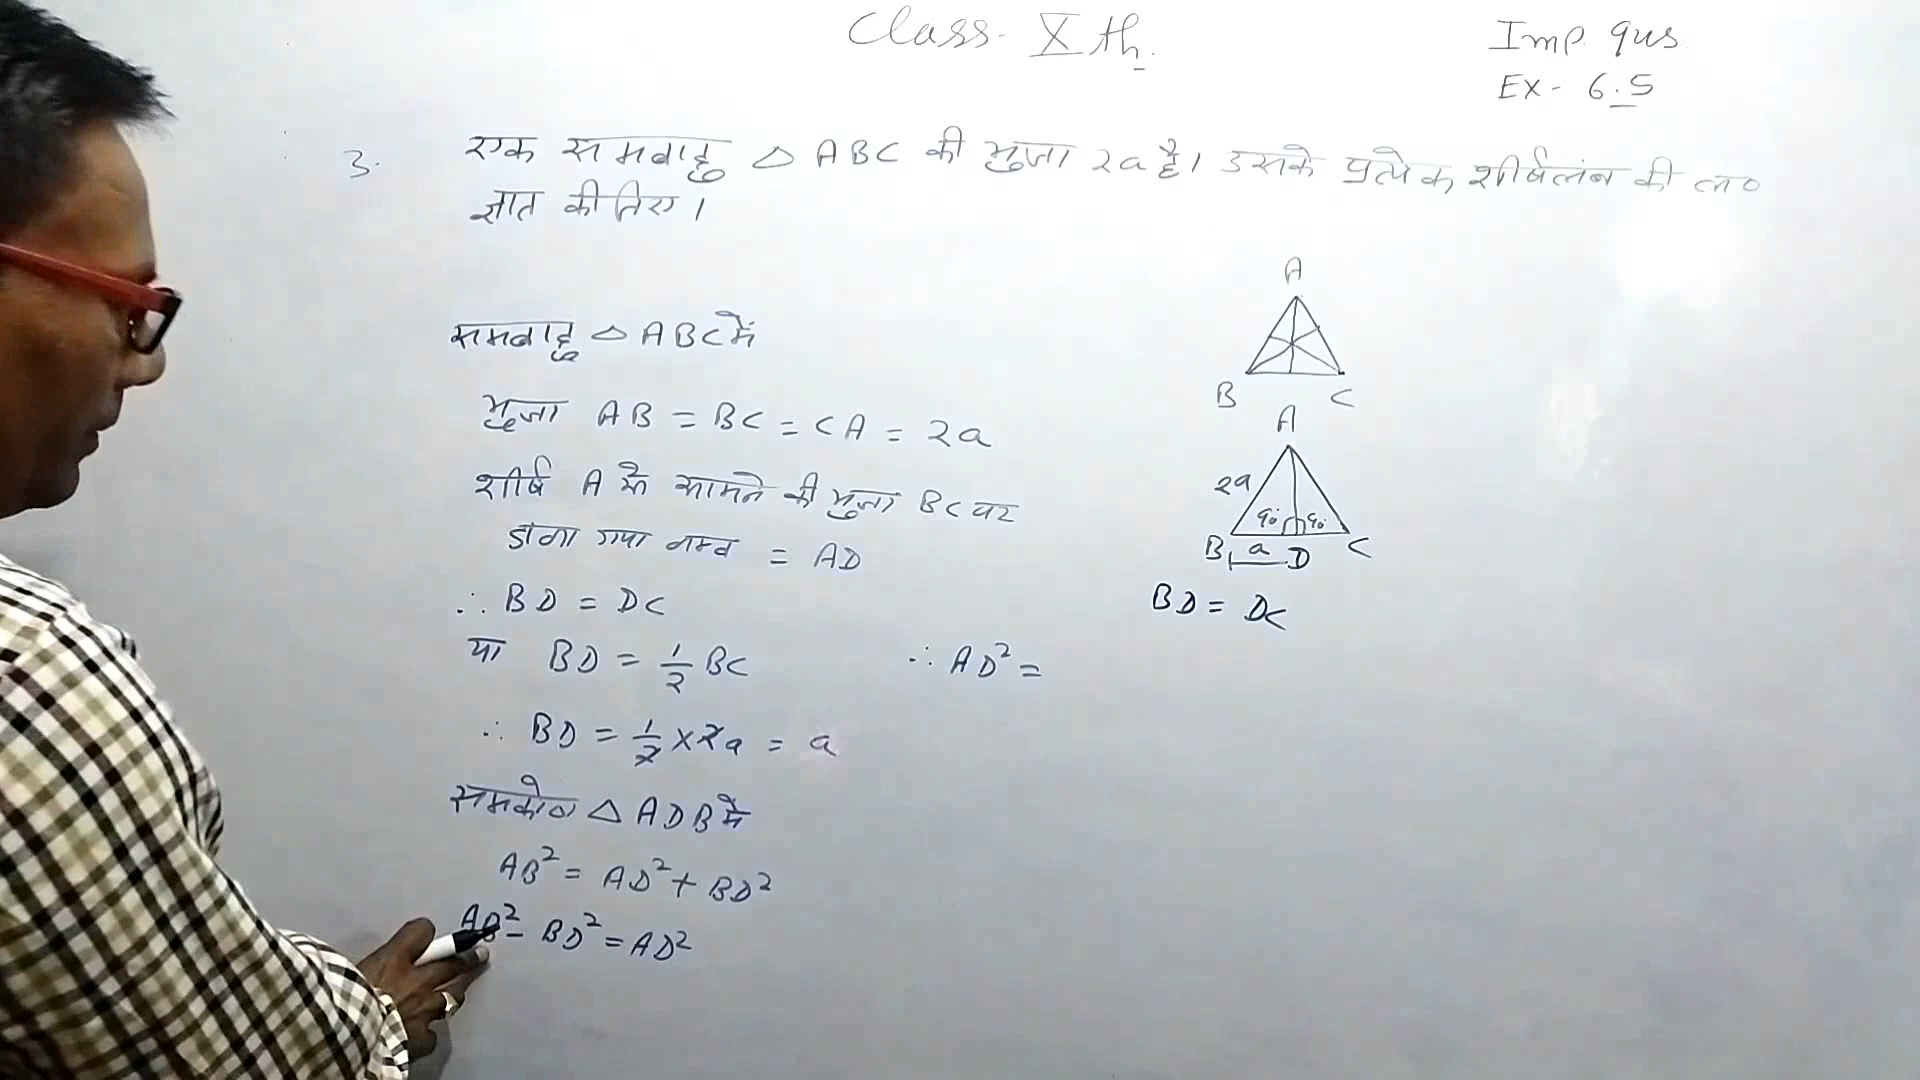 Class- Xth.
Imp. qus
Ex- 6.5
3. एक समबाहु △ ABC की भुजा 2a है। उसके प्रत्येक शीर्षलंब की ल०
ज्ञात कीजिए।
समबाहु △ ABC में
भुजा AB = BC = CA = 2a
शीर्ष A के सामने की भुजा BC पर
डाला गया लम्ब = AD
∴ BD = DC
या BD = 1/2 BC
∴ BD = 1/2 × 2a = a
समकोण △ ADB में
AB² = AD² + BD²
AB² - BD² = AD²
∴ AD² =
A
B C
A
2a
90° 90°
B a D C
BD = DC